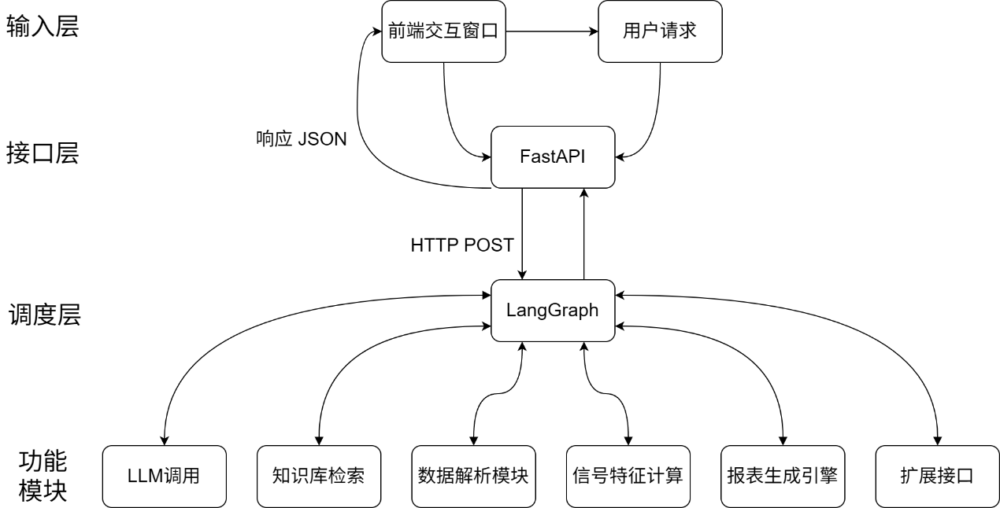 输入层
前端交互窗口
用户请求
响应 JSON
接口层
FastAPI
HTTP POST
调度层
LangGraph
功能
模块
LLM调用
知识库检索
数据解析模块
信号特征计算
报表生成引擎
扩展接口